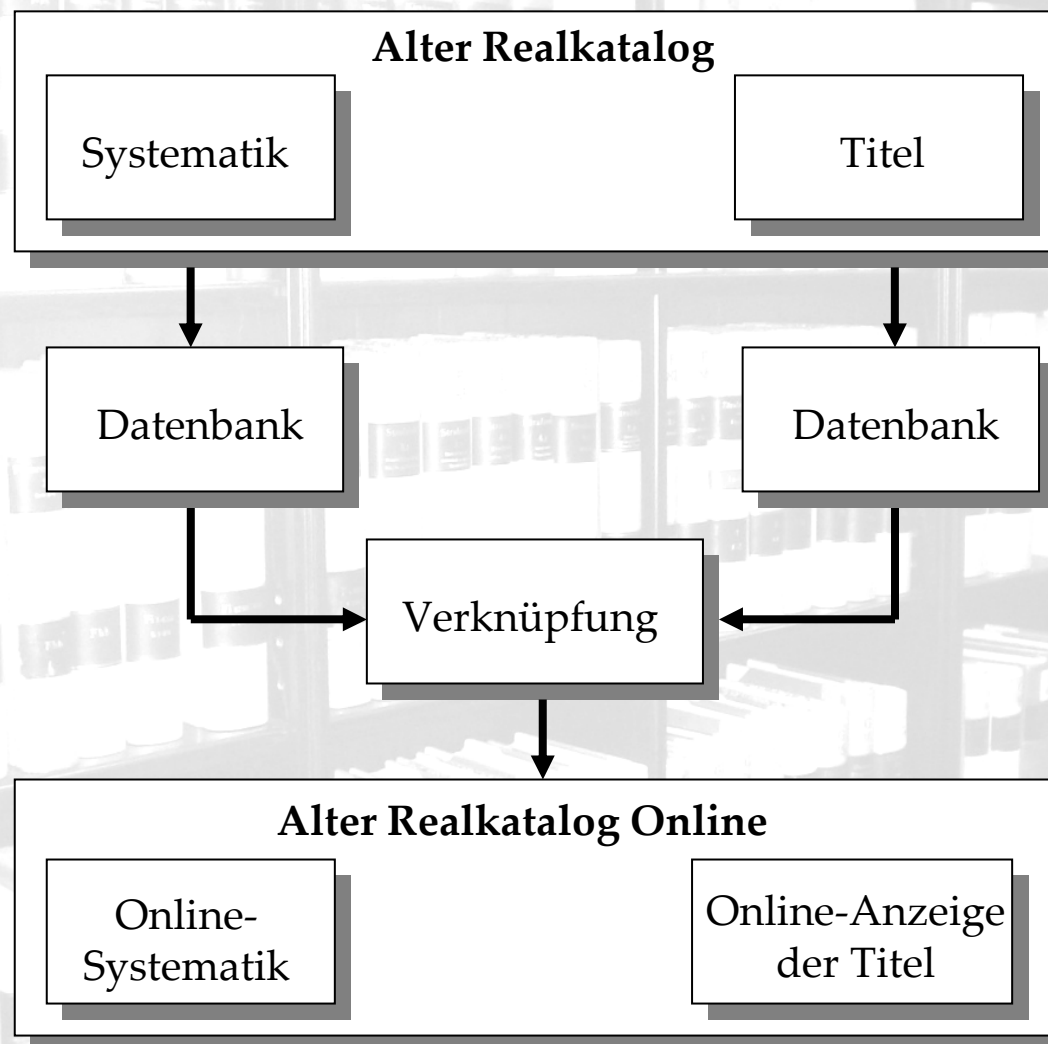 Alter Realkatalog
Systematik
Titel
Datenbank
Datenbank
Verknüpfung
Alter Realkatalog Online
Online-
Systematik
Online-Anzeige
der Titel